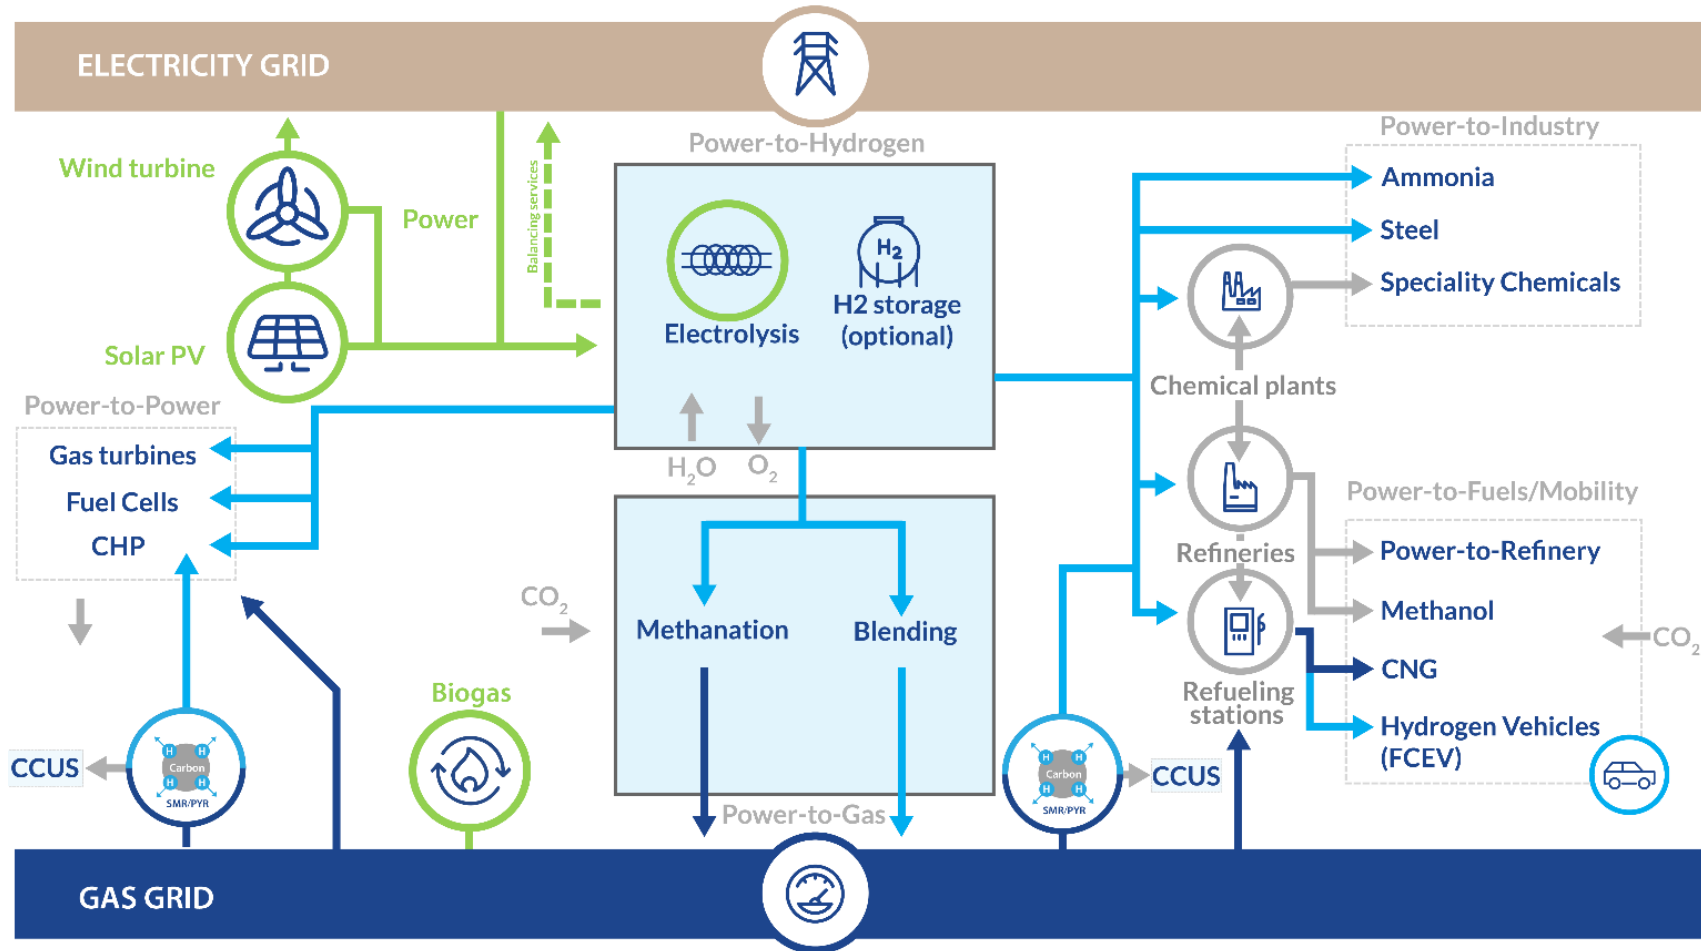 ELECTRICITY GRID
Power-to-Hydrogen
Power-to-Industry
Wind turbine
Power
Balancing services
Ammonia
Steel
H2
Speciality Chemicals
H2 storage
(optional)
Electrolysis
Solar PV
Chemical plants
Power-to-Power
Gas turbines
Fuel Cells
CHP
H₂O
O₂
Power-to-Fuels/Mobility
Refineries
Power-to-Refinery
CO₂
Methanation
Blending
Methanol
CO₂
CNG
Refueling
stations
Hydrogen Vehicles
(FCEV)
Biogas
CCUS
H H
Carbon
H H
SMR/PYR
H H
Carbon
H H
SMR/PYR
CCUS
Power-to-Gas
GAS GRID